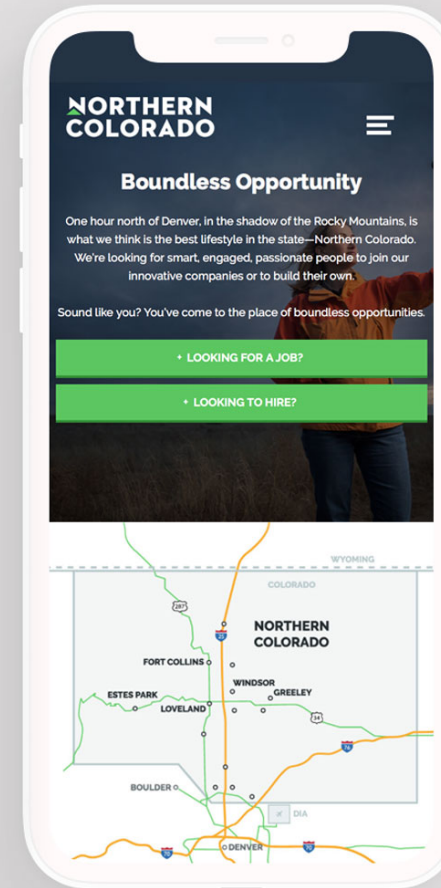 NORTHERN
COLORADO
Boundless Opportunity
One hour north of Denver, in the shadow of the Rocky Mountains, is
what we think is the best lifestyle in the state—Northern Colorado.
We're looking for smart, engaged, passionate people to join our
innovative companies or to build their own.
Sound like you? You've come to the place of boundless opportunities.
+ LOOKING FOR A JOB?
+ LOOKING TO HIRE?
WYOMING
COLORADO
287
25
NORTHERN
COLORADO
FORT COLLINS
WINDSOR
ESTES PARK
GREELEY
LOVELAND
34
76
BOULDER
DIA
DENVER
70
70